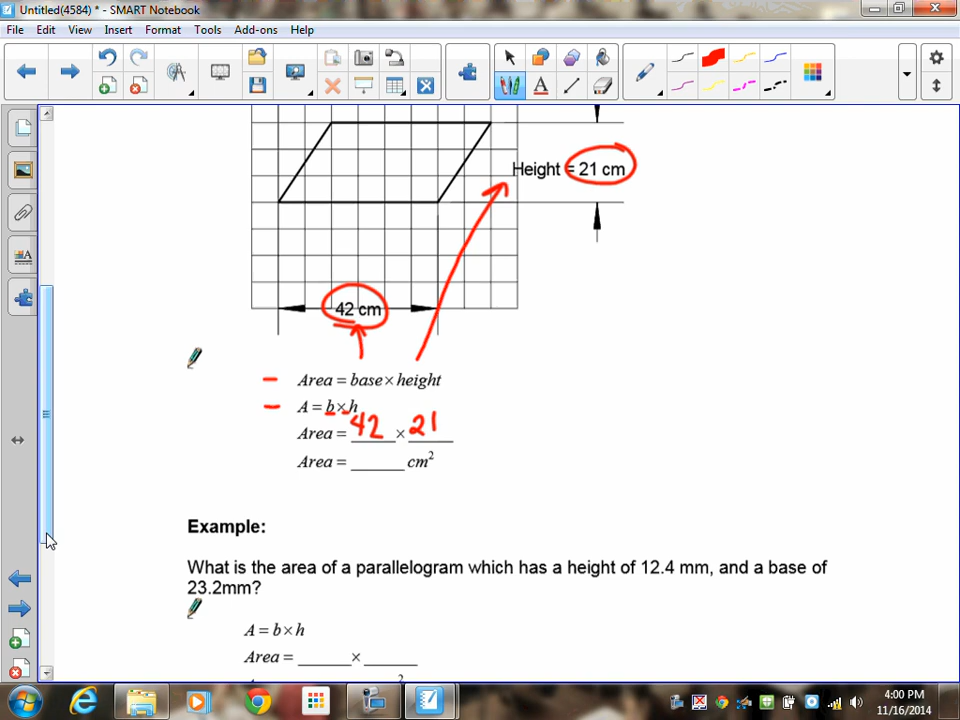 Untitled(4584) * - SMART Notebook
File Edit View Insert Format Tools Add-ons Help
Height = 21 cm
42 cm
Area = base × height
A = b × h
Area = 42 × 21
Area = ______ cm²
Example:
What is the area of a parallelogram which has a height of 12.4 mm, and a base of
23.2mm?
A = b × h
Area = ______ × ______
4:00 PM
11/16/2014